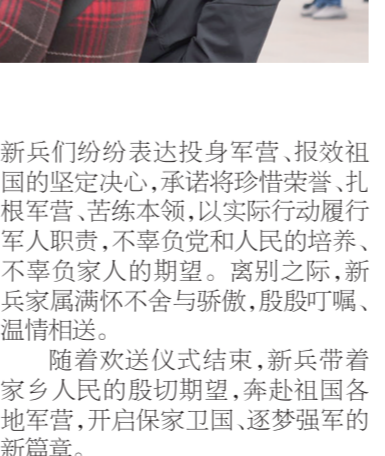 新兵们纷纷表达投身军营、报效祖
国的坚定决心,承诺将珍惜荣誉、扎
根军营、苦练本领,以实际行动履行
军人职责,不辜负党和人民的培养、
不辜负家人的期望。离别之际,新
兵家属满怀不舍与骄傲,殷殷叮嘱、
温情相送。
随着欢送仪式结束,新兵带着
家乡人民的殷切期望,奔赴祖国各
地军营,开启保家卫国、逐梦强军的
新篇章。